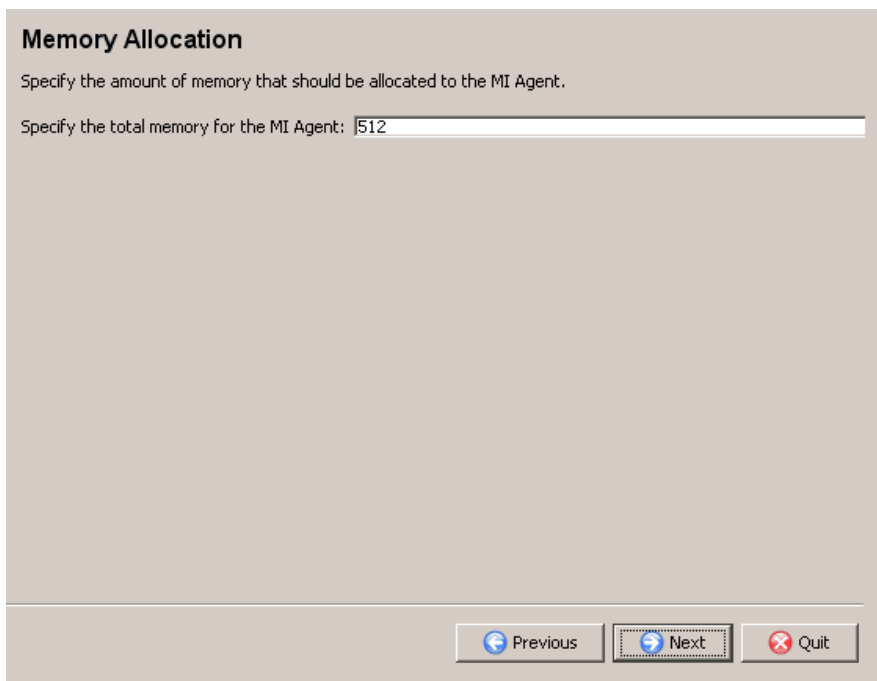 Memory Allocation
Specify the amount of memory that should be allocated to the MI Agent.
Specify the total memory for the MI Agent: 512
Previous Next Quit